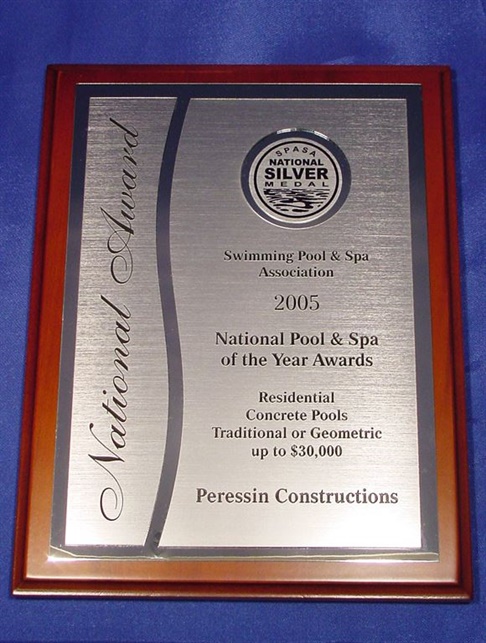 National Award
SPASA
NATIONAL
SILVER
MEDAL
Swimming Pool & Spa
Association
2005
National Pool & Spa
of the Year Awards
Residential
Concrete Pools
Traditional or Geometric
up to $30,000
Peressin Constructions